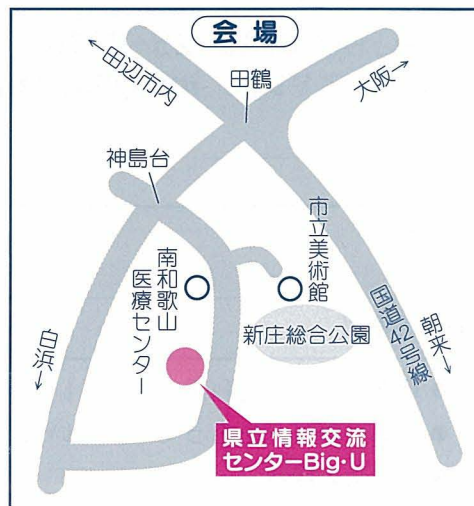 会場
←田辺市内
田鶴
大阪→
神島台
市立美術館
南和歌山
医療センター
新庄総合公園
国道42号線
朝来→
白浜←
県立情報交流
センターBig·U